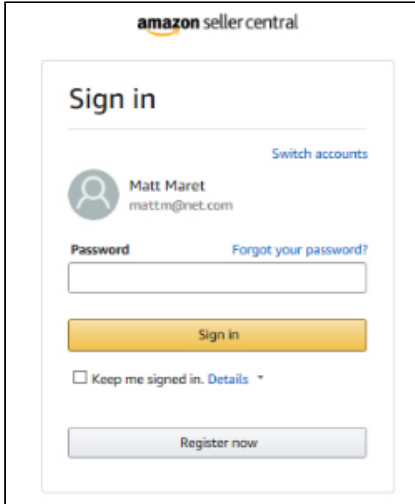 amazon seller central
Sign in
Switch accounts
Matt Maret
mattm@net.com
Password Forgot your password?
Sign in
Keep me signed in. Details
Register now